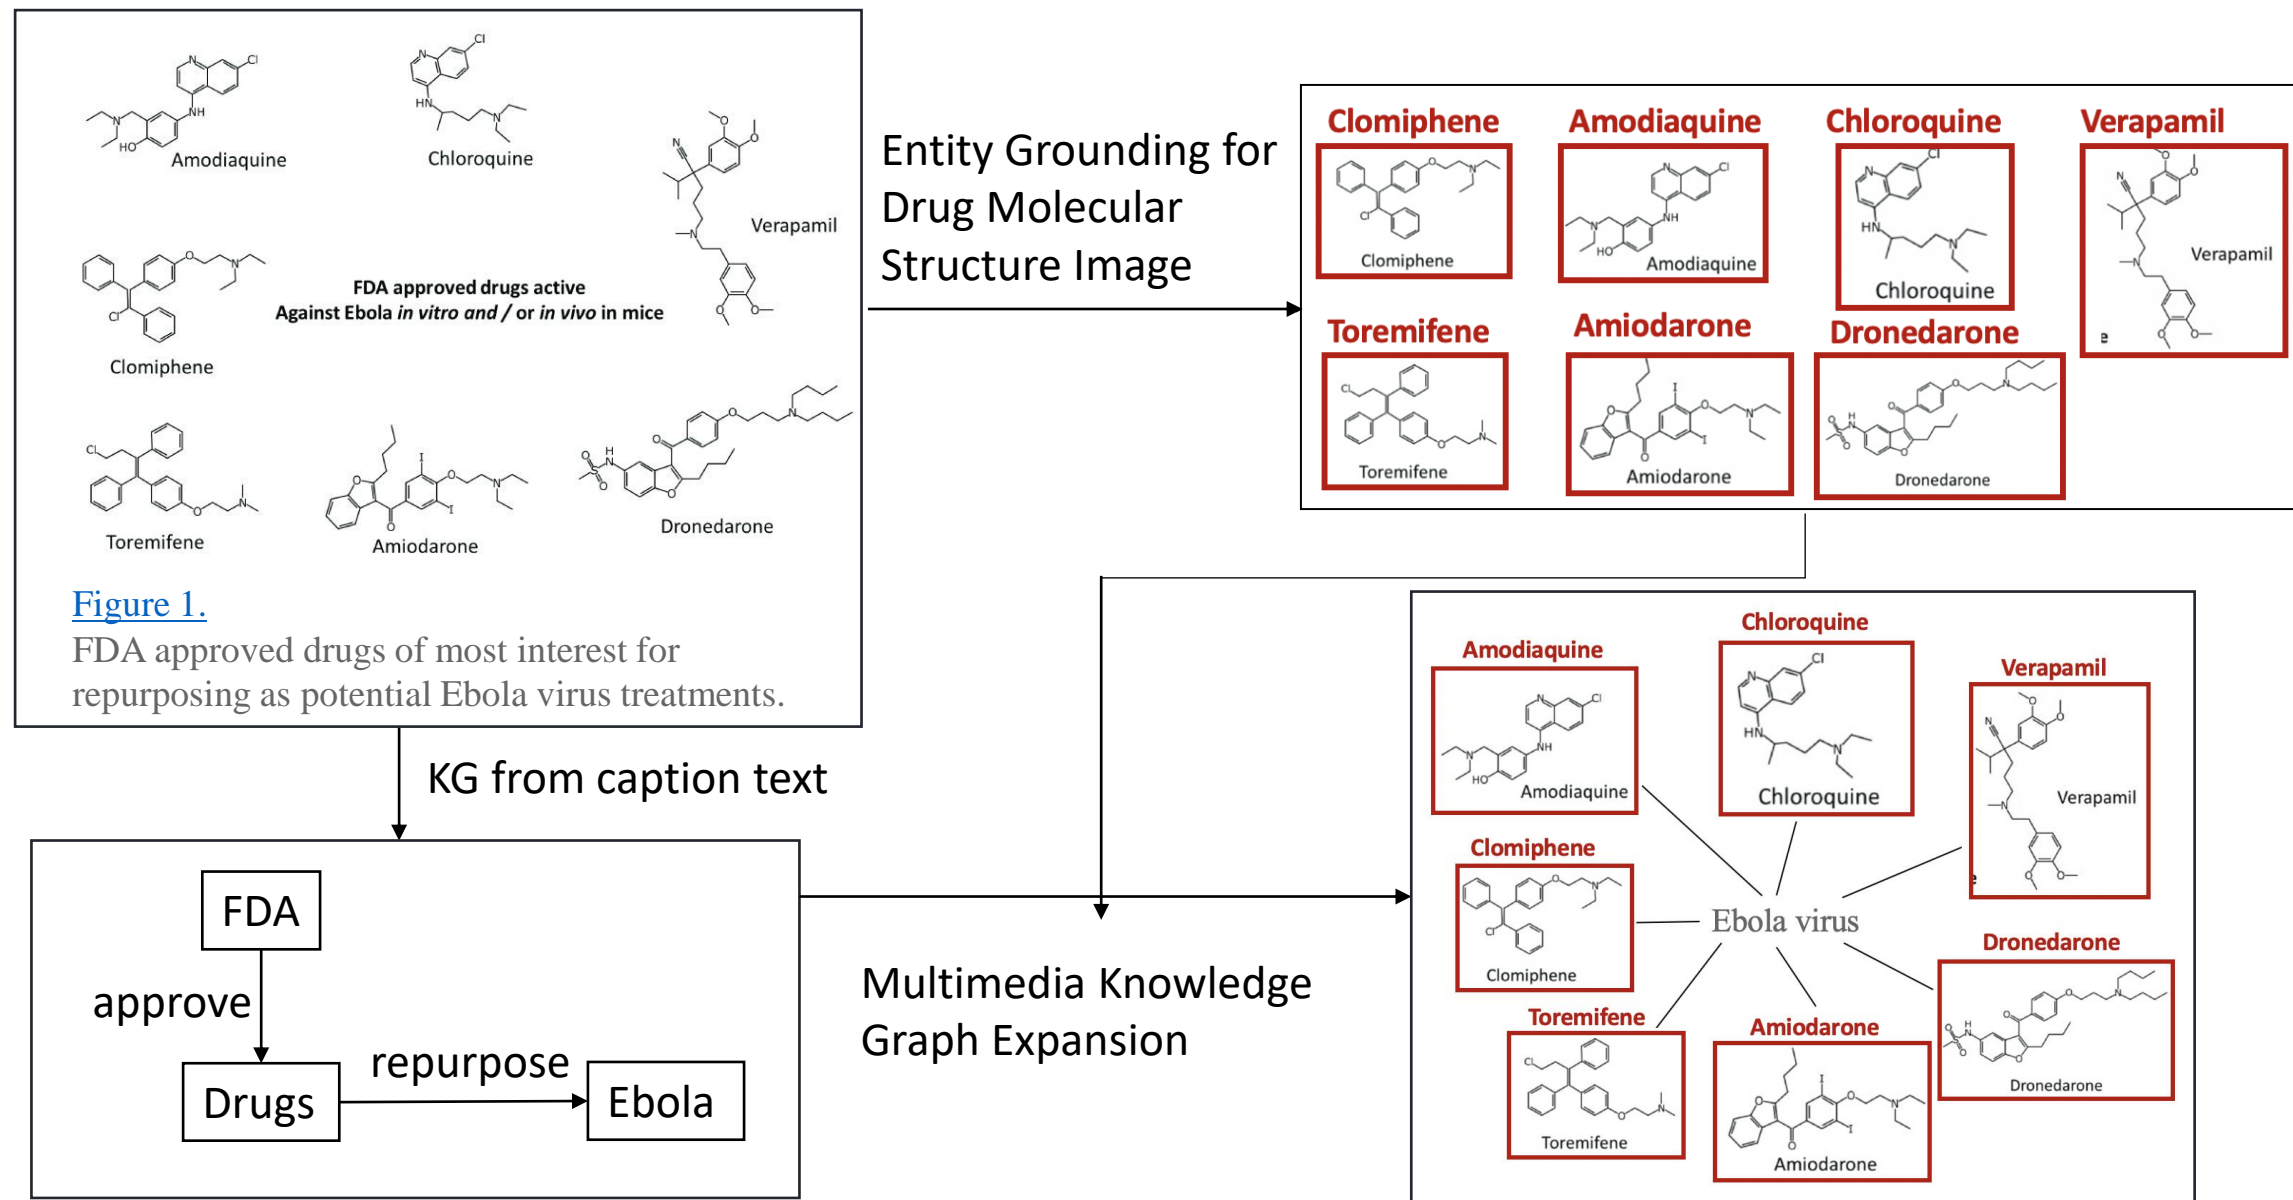 Amodiaquine
Chloroquine
Verapamil
Clomiphene
FDA approved drugs active
Against Ebola in vitro and / or in vivo in mice
Toremifene
Amiodarone
Dronedarone
Figure 1.
FDA approved drugs of most interest for
repurposing as potential Ebola virus treatments.
Entity Grounding for
Drug Molecular
Structure Image
Clomiphene
Amodiaquine
Chloroquine
Verapamil
Clomiphene
Amodiaquine
Chloroquine
Verapamil
e
Toremifene
Amiodarone
Dronedarone
Toremifene
Amiodarone
Dronedarone
KG from caption text
FDA
approve
Drugs
repurpose
Ebola
Multimedia Knowledge
Graph Expansion
Amodiaquine
Amodiaquine
Chloroquine
Chloroquine
Verapamil
Verapamil
e
Clomiphene
Clomiphene
Ebola virus
Dronedarone
Dronedarone
Toremifene
Toremifene
Amiodarone
Amiodarone